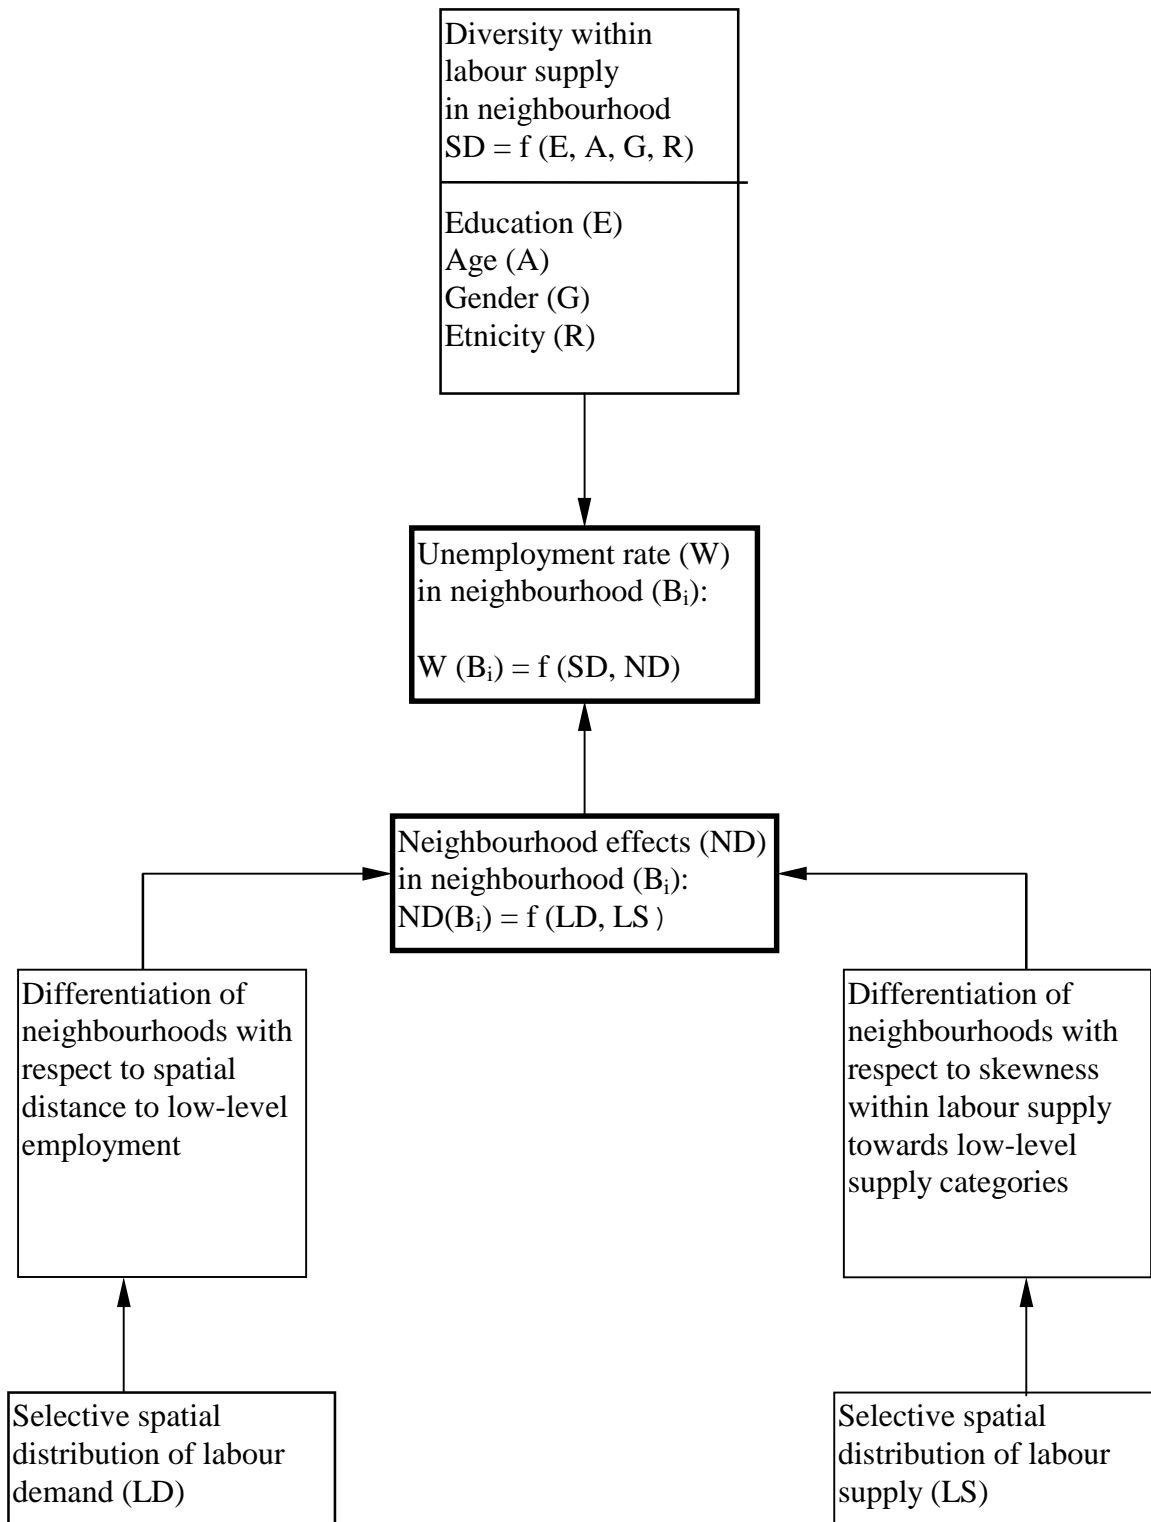 Diversity within
labour supply
in neighbourhood
SD = f (E, A, G, R)
Education (E)
Age (A)
Gender (G)
Etnicity (R)
Unemployment rate (W)
in neighbourhood (Bᵢ):
W (Bᵢ) = f (SD, ND)
Neighbourhood effects (ND)
in neighbourhood (Bᵢ):
ND(Bᵢ) = f (LD, LS )
Differentiation of
neighbourhoods with
respect to spatial
distance to low-level
employment
Differentiation of
neighbourhoods with
respect to skewness
within labour supply
towards low-level
supply categories
Selective spatial
distribution of labour
demand (LD)
Selective spatial
distribution of labour
supply (LS)